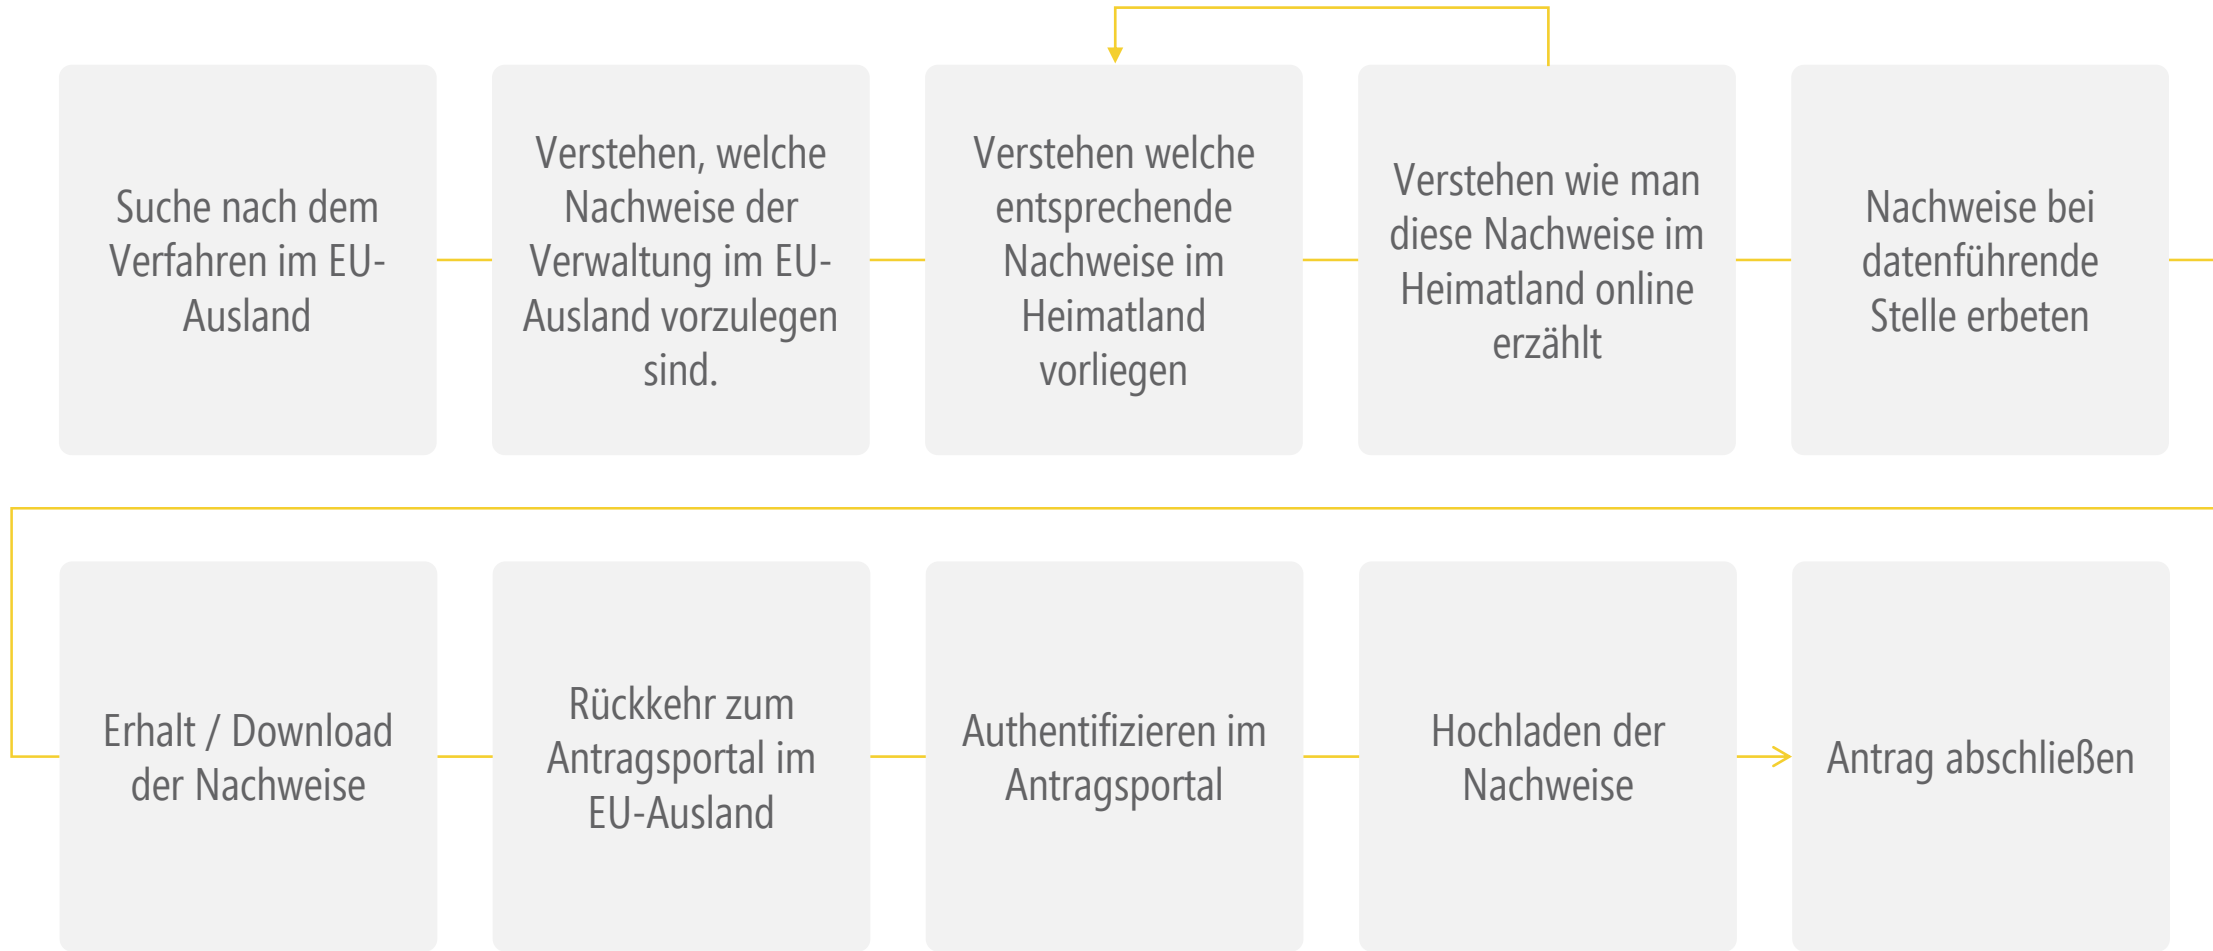 Suche nach dem
Verfahren im EU-
Ausland
Verstehen, welche
Nachweise der
Verwaltung im EU-
Ausland vorzulegen
sind.
Verstehen welche
entsprechende
Nachweise im
Heimatland
vorliegen
Verstehen wie man
diese Nachweise im
Heimatland online
erzählt
Nachweise bei
datenführende
Stelle erbeten
Erhalt / Download
der Nachweise
Rückkehr zum
Antragsportal im
EU-Ausland
Authentifizieren im
Antragsportal
Hochladen der
Nachweise
Antrag abschließen